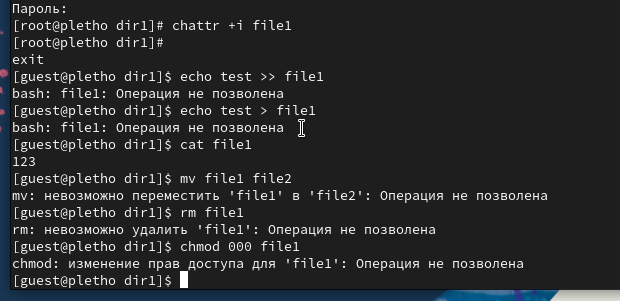 Пароль:
[root@pletho dir1]# chattr +i file1
[root@pletho dir1]#
exit
[guest@pletho dir1]$ echo test >> file1
bash: file1: Операция не позволена
[guest@pletho dir1]$ echo test > file1
bash: file1: Операция не позволена
[guest@pletho dir1]$ cat file1
123
[guest@pletho dir1]$ mv file1 file2
mv: невозможно переместить 'file1' в 'file2': Операция не позволена
[guest@pletho dir1]$ rm file1
rm: невозможно удалить 'file1': Операция не позволена
[guest@pletho dir1]$ chmod 000 file1
chmod: изменение прав доступа для 'file1': Операция не позволена
[guest@pletho dir1]$